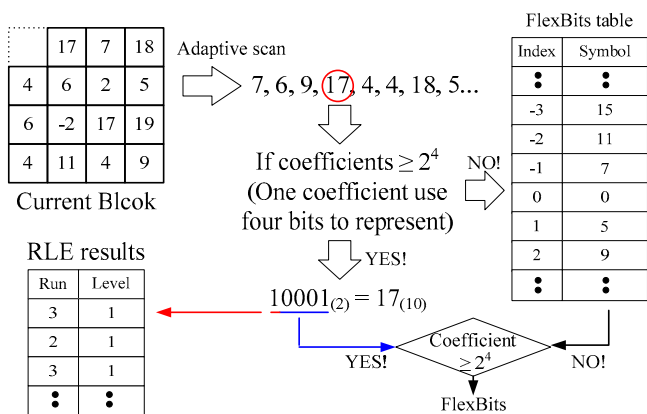 FlexBits table
17 7 18
4 6 2 5
6 -2 17 19
4 11 4 9
Current Blcok
Adaptive scan
7, 6, 9, 17, 4, 4, 18, 5...
If coefficients ≥ 2⁴
(One coefficient use
four bits to represent)
NO!
YES!
Index Symbol
-3 15
-2 11
-1 7
0 0
1 5
2 9
RLE results
Run Level
3 1
2 1
3 1
10001(2) = 17(10)
YES!
Coefficient
≥ 2⁴
NO!
FlexBits